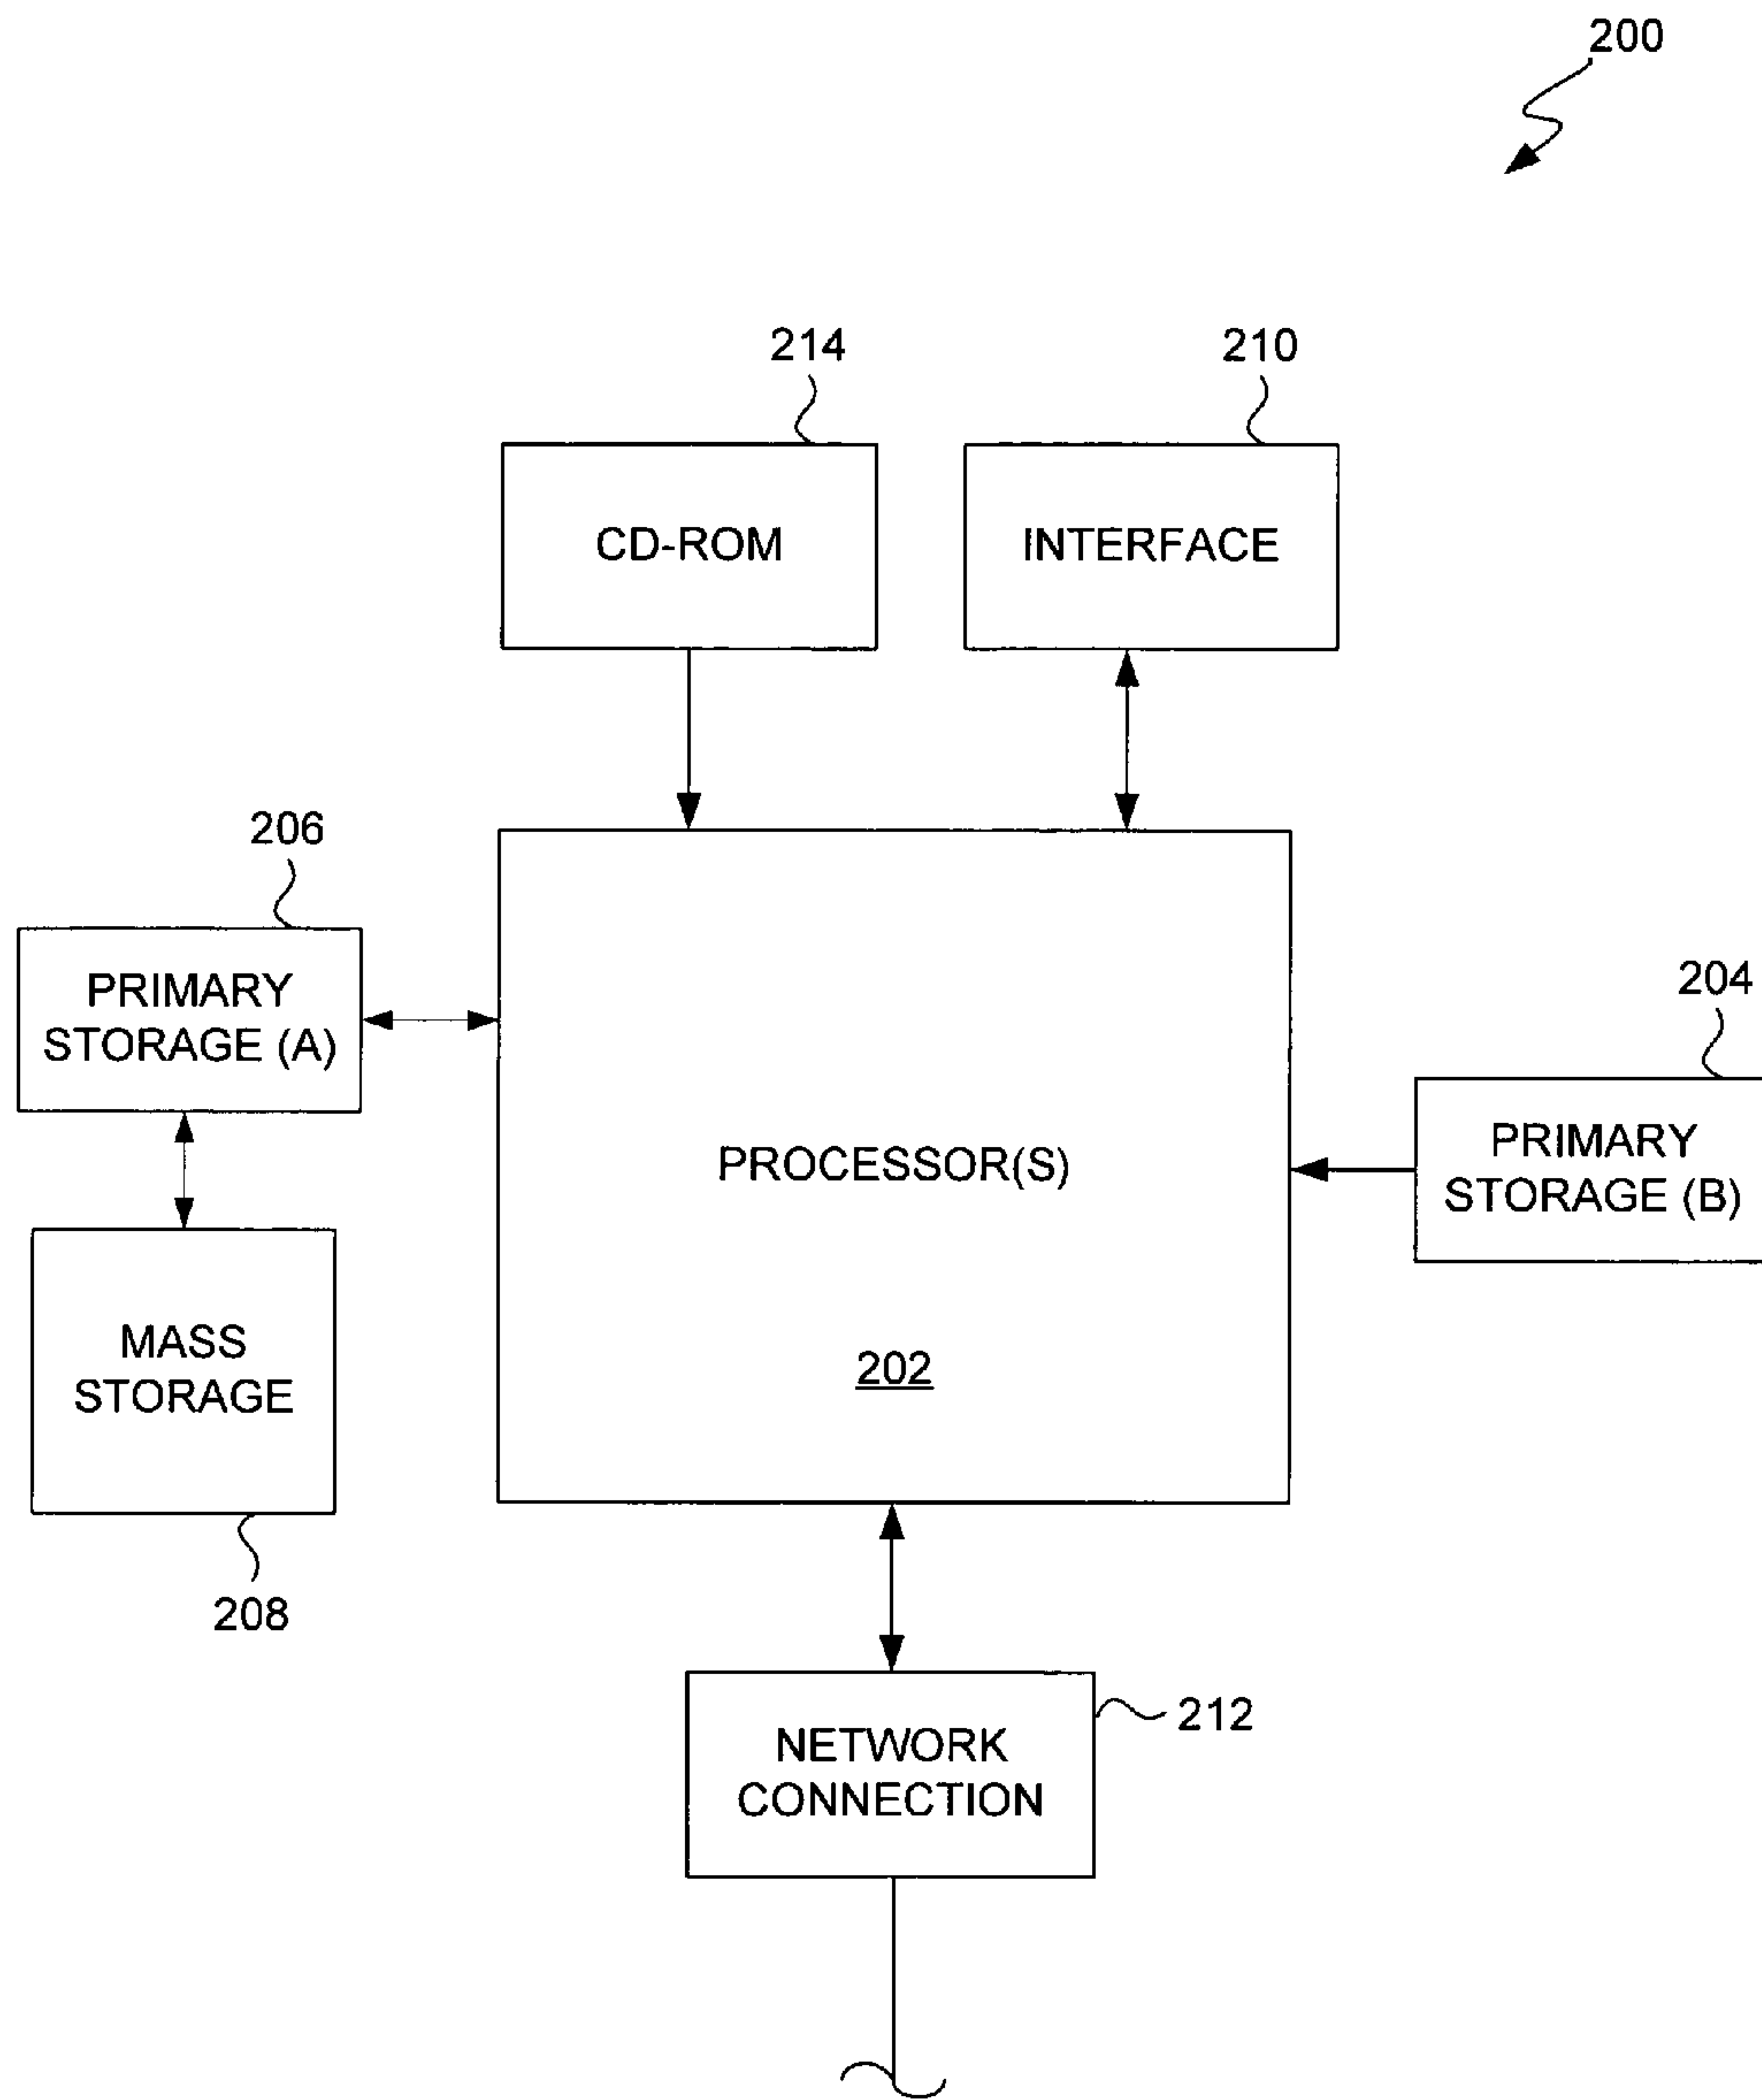 200
214
210
CD-ROM
INTERFACE
206
PRIMARY
STORAGE (A)
204
PRIMARY
STORAGE (B)
PROCESSOR(S)
202
MASS
STORAGE
208
212
NETWORK
CONNECTION